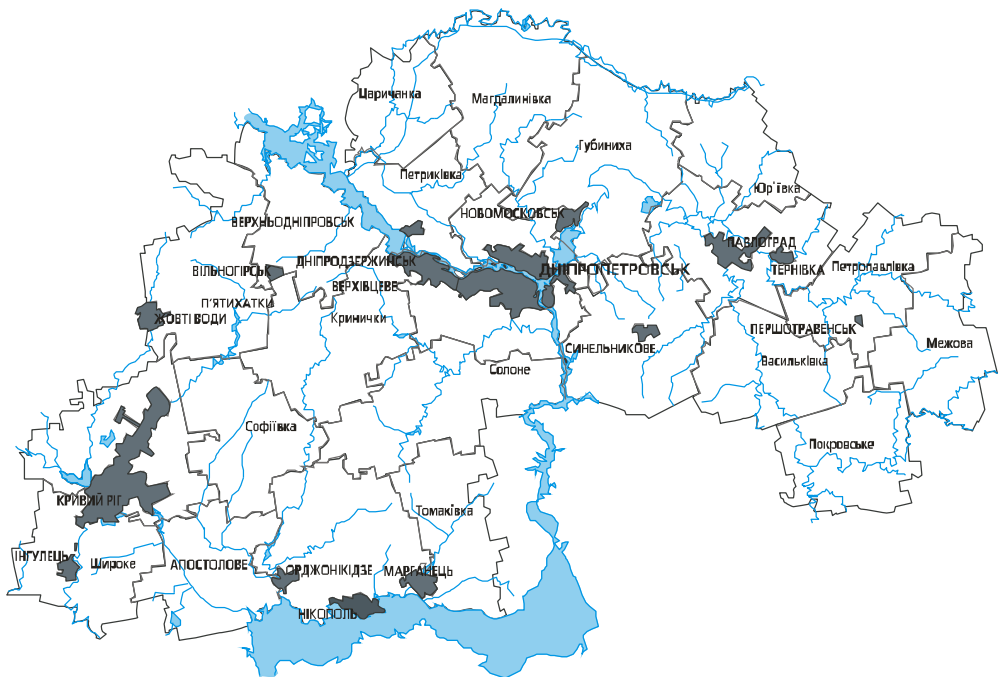 Царичанка
Магдалинівка
Губиниха
Петриківка
Юр'ївка
НОВОМОСКОВСЬК
ВЕРХНЬОДНІПРОВСЬК
ПАВЛОГРАД
ДНІПРОДЗЕРЖИНСЬК
ВІЛЬНОГІРСЬК
ДНІПРОПЕТРОВСЬК
ТЕРНІВКА
Петропавлівка
ВЕРХІВЦЕВЕ
П'ЯТИХАТКИ
ЖОВТІ ВОДИ
Кринички
ПЕРШОТРАВЕНСЬК
СИНЕЛЬНИКОВЕ
Межова
Васильківка
Солоне
Софіївка
Покровське
КРИВИЙ РІГ
Томаківка
ІНГУЛЕЦЬ
Широке
АПОСТОЛОВЕ
ОРДЖОНІКІДЗЕ
МАРГАНЕЦЬ
НІКОПОЛЬ